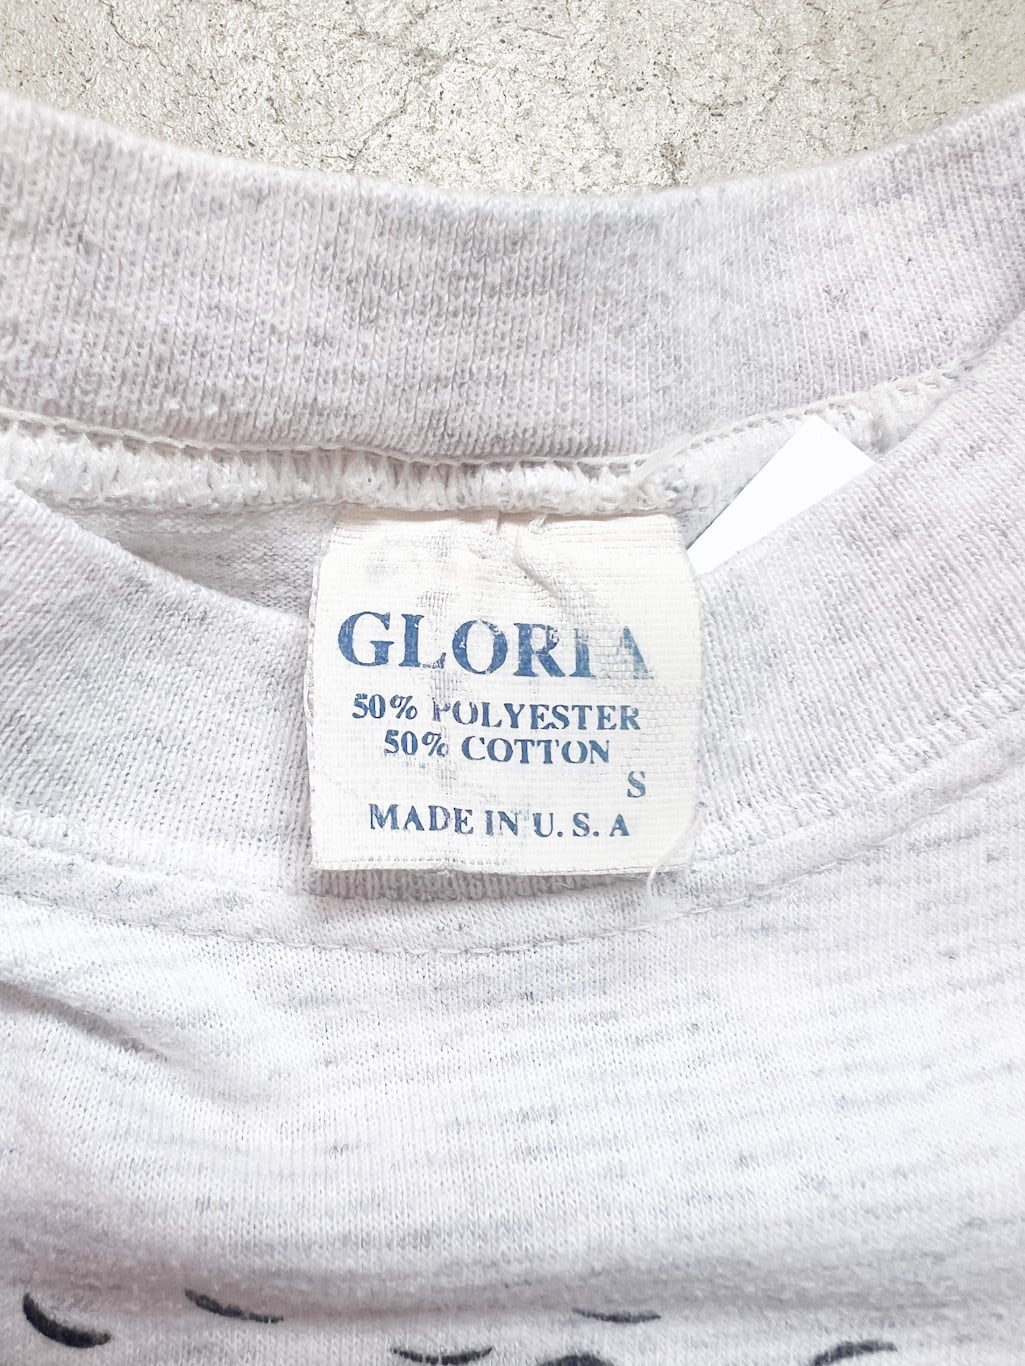 GLORIA
50% POLYESTER
50% COTTON
S
MADE IN U.S.A